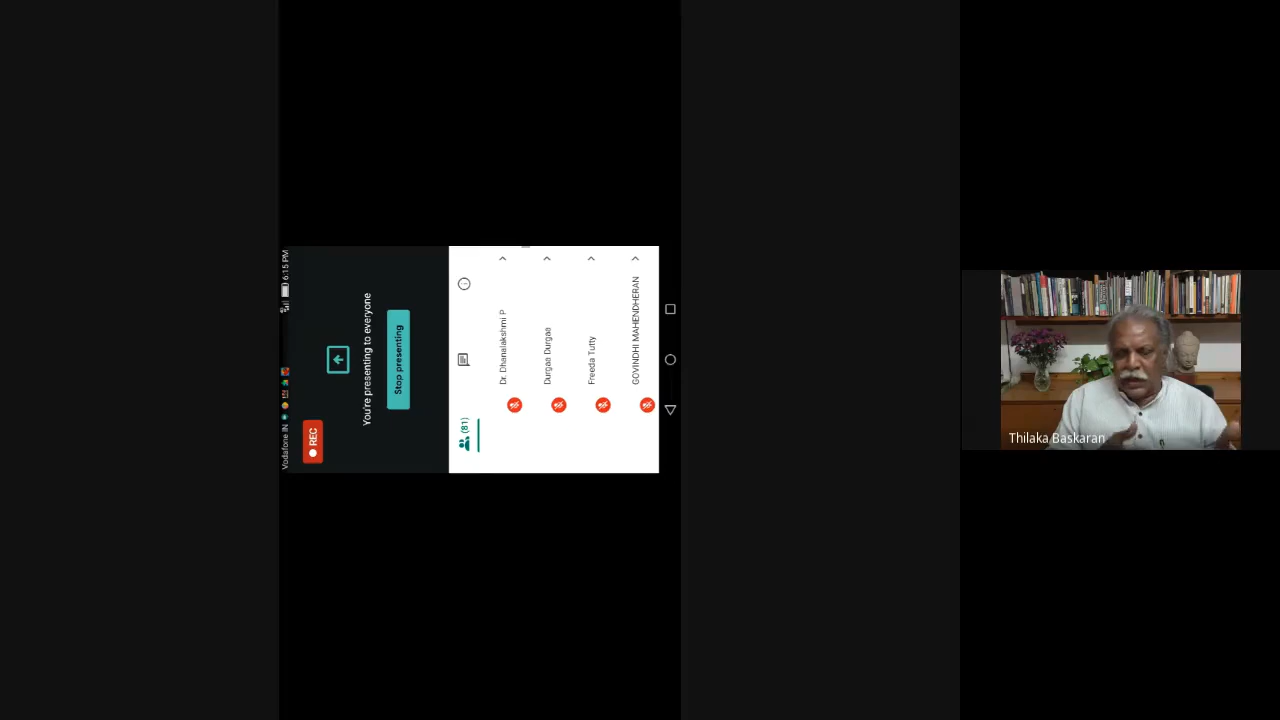 Vodafone IN
6:15 PM
REC
You're presenting to everyone
Stop presenting
(81)
Dr. Dhanalakshmi P
Durgaa Durgaa
Freeda Tutty
GOVINDHI MAHENDHERAN
Thilaka Baskaran